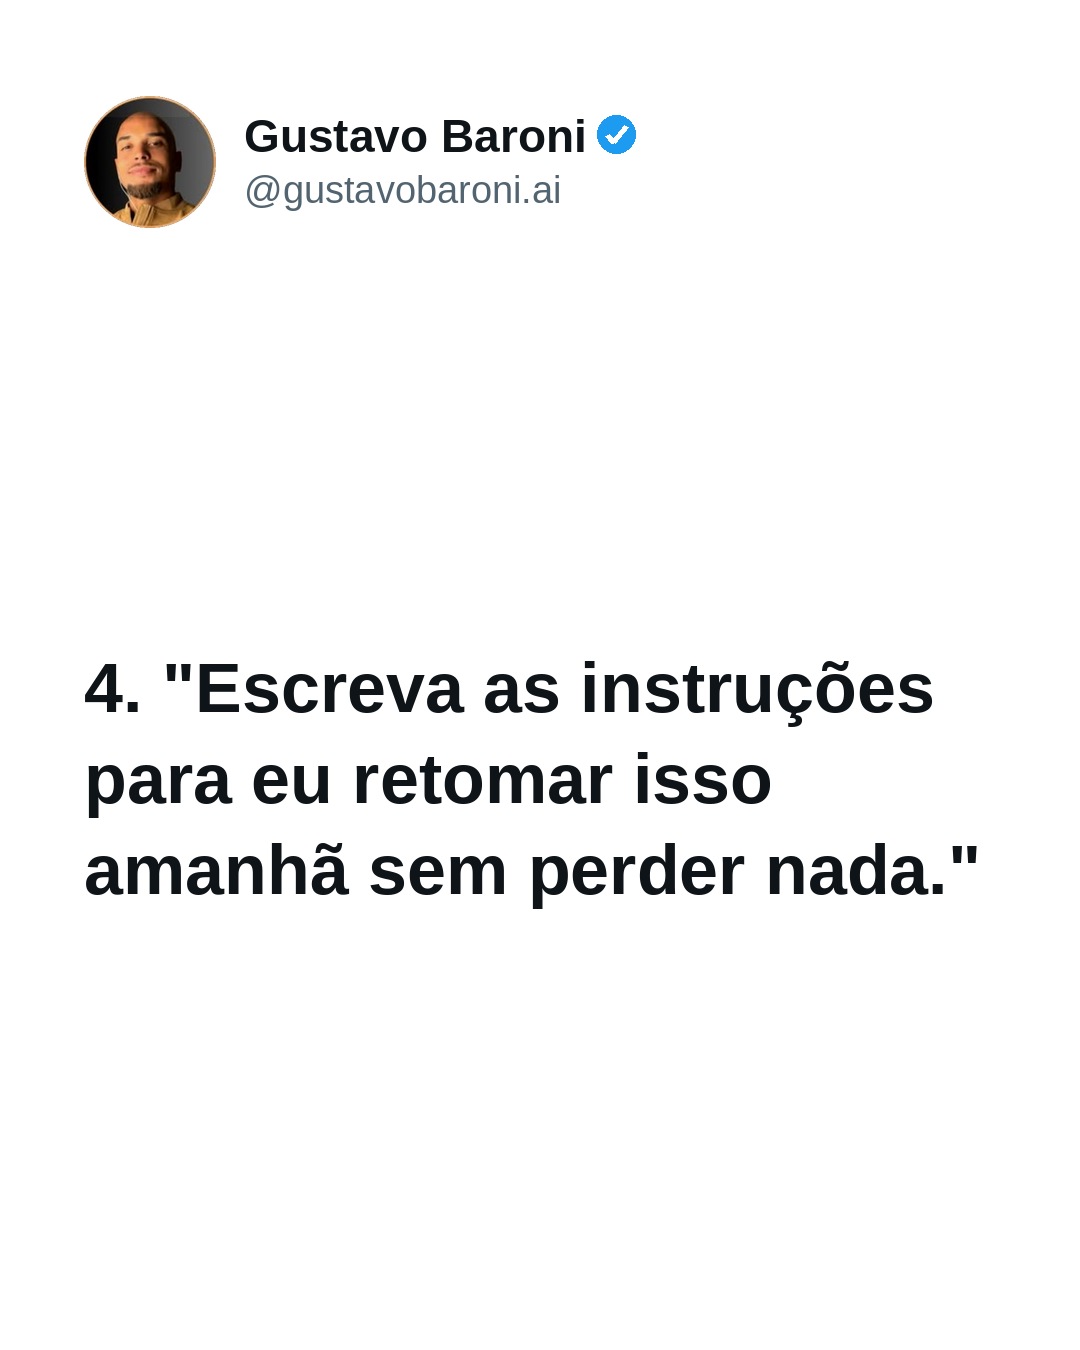 Gustavo Baroni
@gustavobaroni.ai
4. "Escreva as instruções
para eu retomar isso
amanhã sem perder nada."